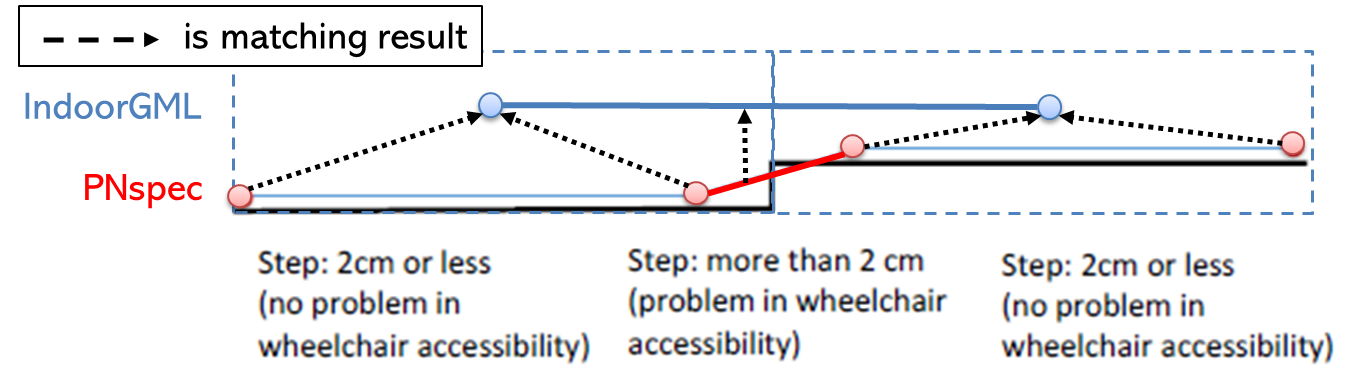 is matching result
IndoorGML
PNspec
Step: 2cm or less
(no problem in
wheelchair accessibility)
Step: more than 2 cm
(problem in wheelchair
accessibility)
Step: 2cm or less
(no problem in
wheelchair accessibility)